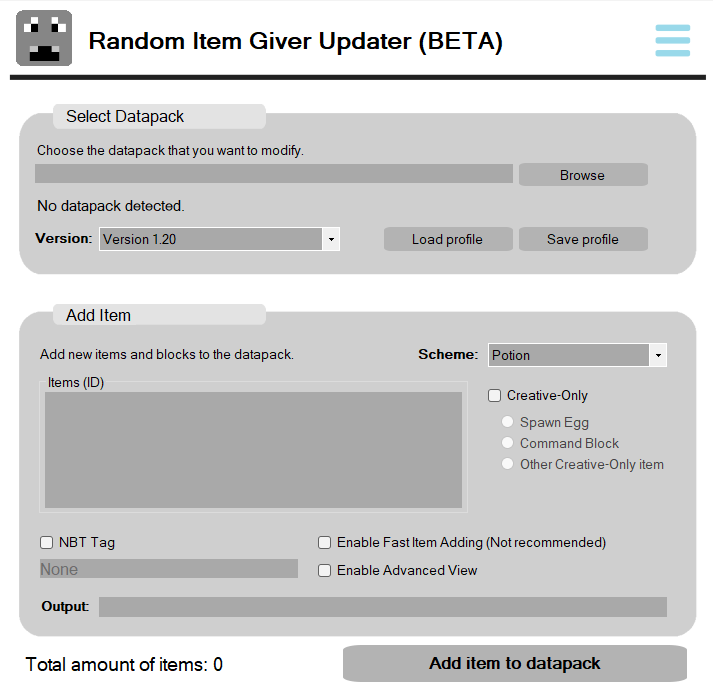 Random Item Giver Updater (BETA)
Select Datapack
Choose the datapack that you want to modify.
Browse
No datapack detected.
Version: Version 1.20
Load profile
Save profile
Add Item
Add new items and blocks to the datapack.
Scheme: Potion
Items (ID)
Creative-Only
Spawn Egg
Command Block
Other Creative-Only item
NBT Tag
Enable Fast Item Adding (Not recommended)
None
Enable Advanced View
Output:
Total amount of items: 0
Add item to datapack